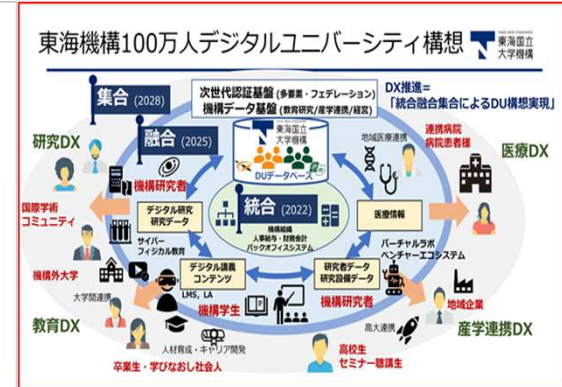 東海機構100万人デジタルユニバーシティ構想
東海国立
大学機構
集合 (2028)
次世代認証基盤 (多要素・フェデレーション)
機構データ基盤 (教育研究/産学連携/経営)
DX推進=
「統合融合集合によるDU構想実現」
融合 (2025)
東海国立
大学機構
DUデータベース
地域医療連携
連携病院
病院患者様
研究DX
医療DX
機構研究者
国際学術
コミュニティ
デジタル研究
研究データ
統合 (2022)
機構組織
人事給与・財務会計
バックオフィスシステム
医療情報
サイバー
フィジカル教育
バーチャルラボ
ベンチャーエコシステム
機構外大学
デジタル講義
コンテンツ
研究者データ
研究設備データ
大学間連携
LMS, LA
機構学生
機構研究者
地域企業
教育DX
産学連携DX
高大連携
人材育成・キャリア開発
高校生
セミナー聴講生
卒業生・学びなおし社会人